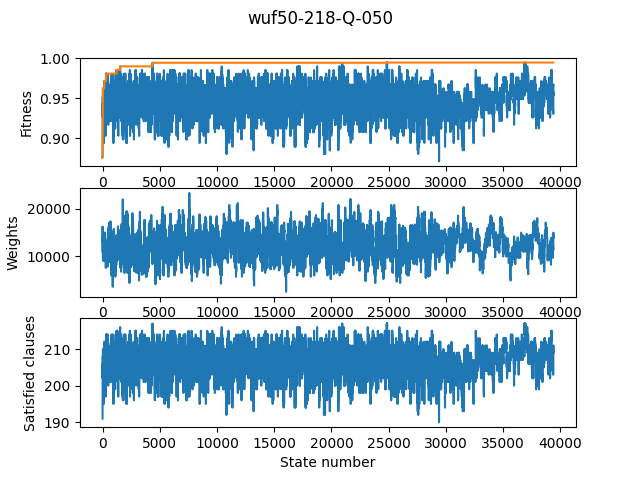 wuf50-218-Q-050
1.00
0.95
0.90
Fitness
0 5000 10000 15000 20000 25000 30000 35000 40000
20000
10000
Weights
0 5000 10000 15000 20000 25000 30000 35000 40000
210
200
190
Satisfied clauses
0 5000 10000 15000 20000 25000 30000 35000 40000
State number